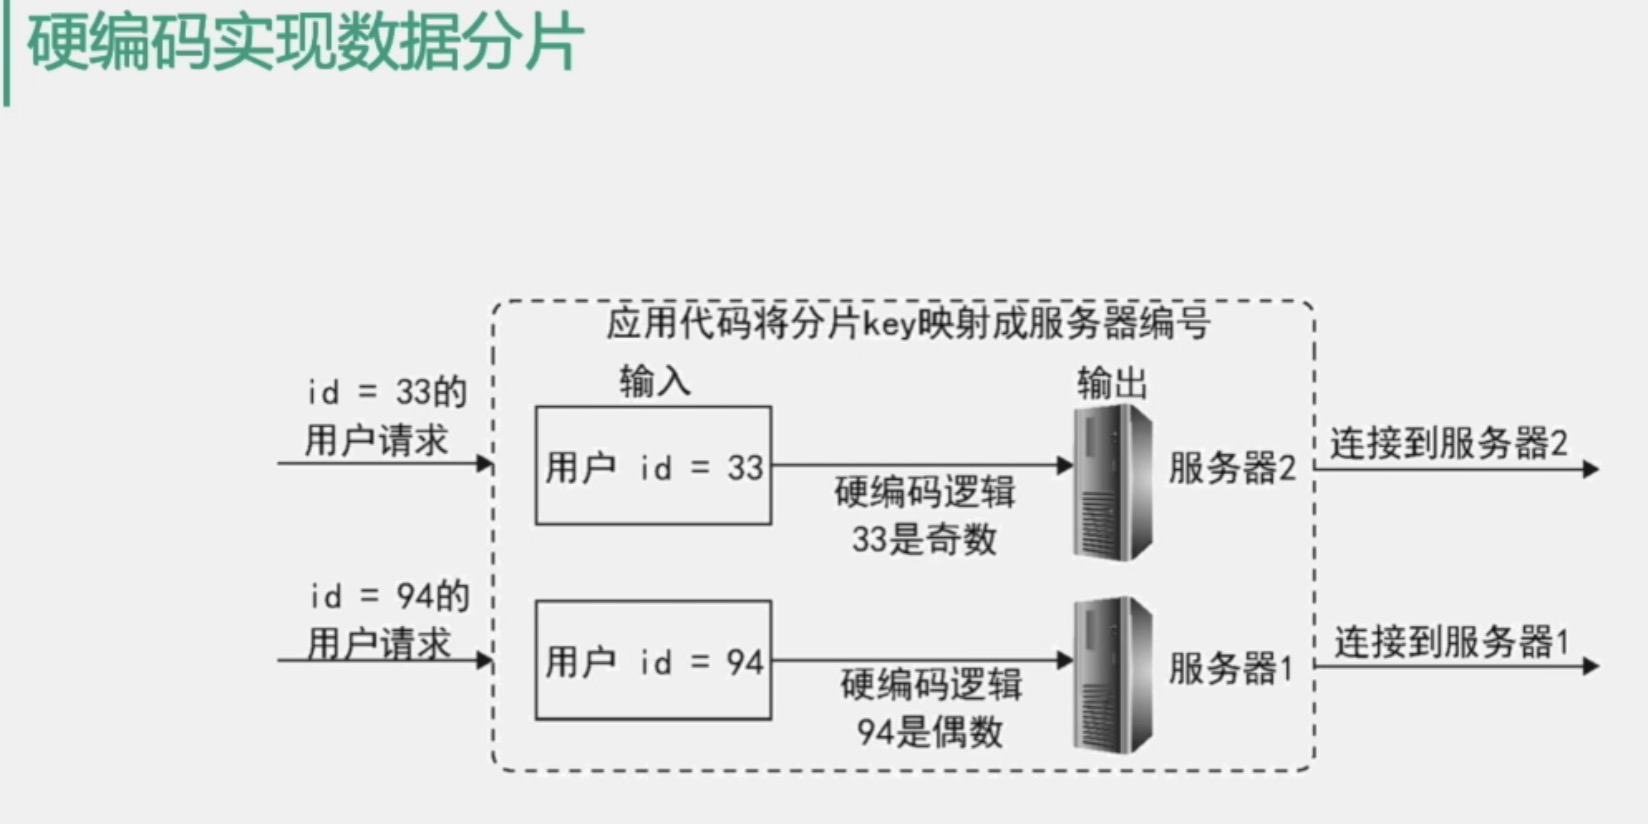 硬编码实现数据分片
应用代码将分片key映射成服务器编号
输入
输出
id = 33的
用户请求
用户 id = 33
硬编码逻辑
33是奇数
服务器2
连接到服务器2
id = 94的
用户请求
用户 id = 94
硬编码逻辑
94是偶数
服务器1
连接到服务器1